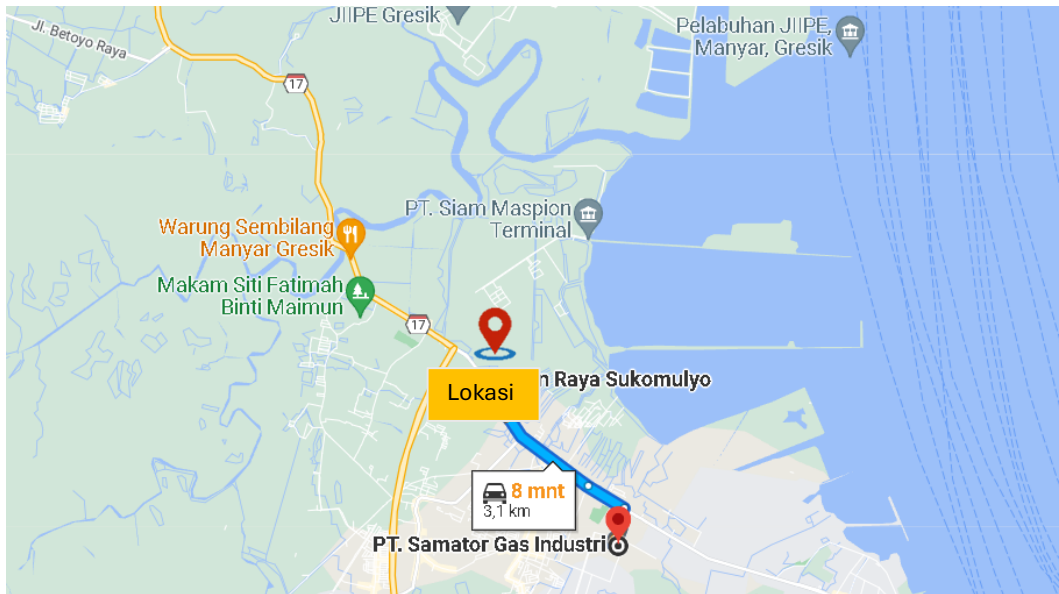 JIIPE Gresik
Pelabuhan JIIPE,
Manyar, Gresik
Jl. Betoyo Raya
17
PT. Siam Maspion
Terminal
Warung Sembilang
Manyar Gresik
Makam Siti Fatimah
Binti Maimun
17
n Raya Sukomulyo
Lokasi
8 mnt
3,1 km
PT. Samator Gas Industri